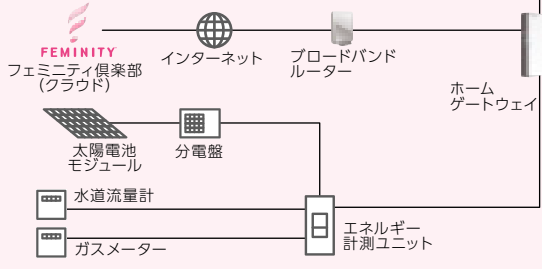 FEMINITY
フェミニティ倶楽部
(クラウド)
インターネット
ブロードバンド
ルーター
ホーム
ゲートウェイ
太陽電池
モジュール
分電盤
水道流量計
ガスメーター
エネルギー
計測ユニット